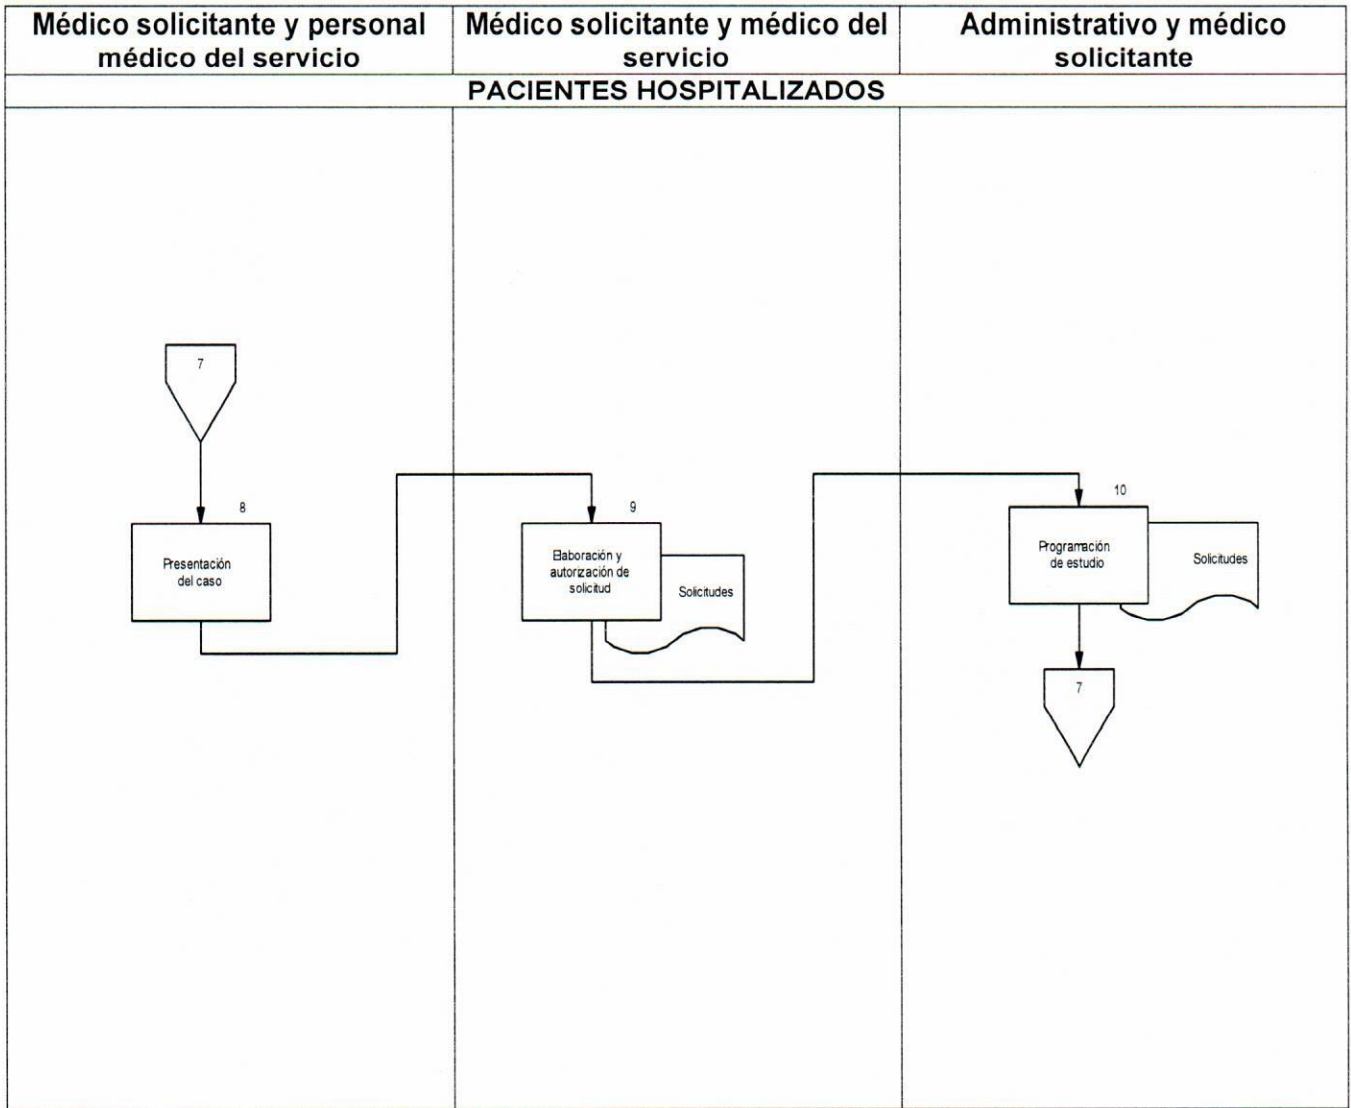 Médico solicitante y personal
médico del servicio
Médico solicitante y médico del
servicio
Administrativo y médico
solicitante
PACIENTES HOSPITALIZADOS
7
8
Presentación
del caso
9
Elaboración y
autorización de
solicitud
Solicitudes
10
Programación
de estudio
Solicitudes
7